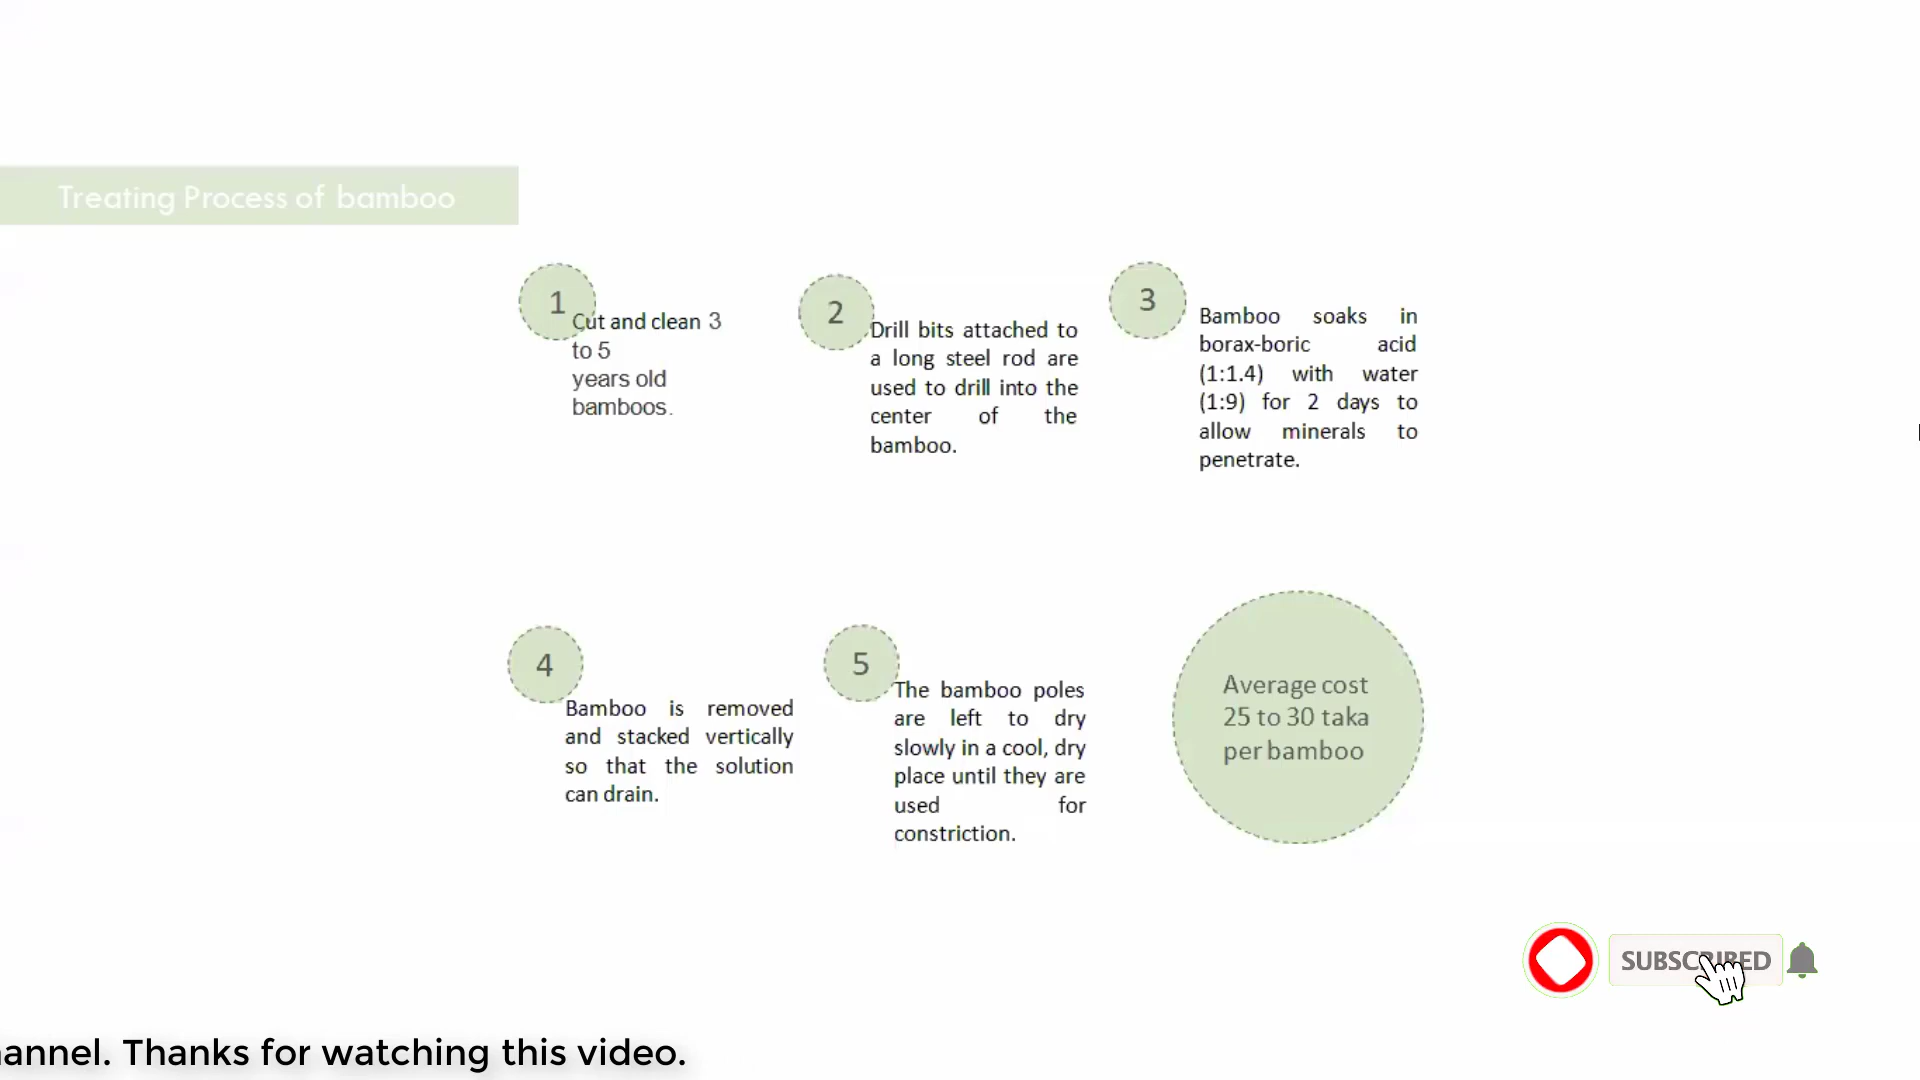 Treating Process of bamboo
1
Cut and clean 3
to 5
years old
bamboos.
2
Drill bits attached to
a long steel rod are
used to drill into the
center of the
bamboo.
3
Bamboo soaks in
borax-boric acid
(1:1.4) with water
(1:9) for 2 days to
allow minerals to
penetrate.
4
Bamboo is removed
and stacked vertically
so that the solution
can drain.
5
The bamboo poles
are left to dry
slowly in a cool, dry
place until they are
used for
constriction.
Average cost
25 to 30 taka
per bamboo
SUBSCRIBED
annel. Thanks for watching this video.